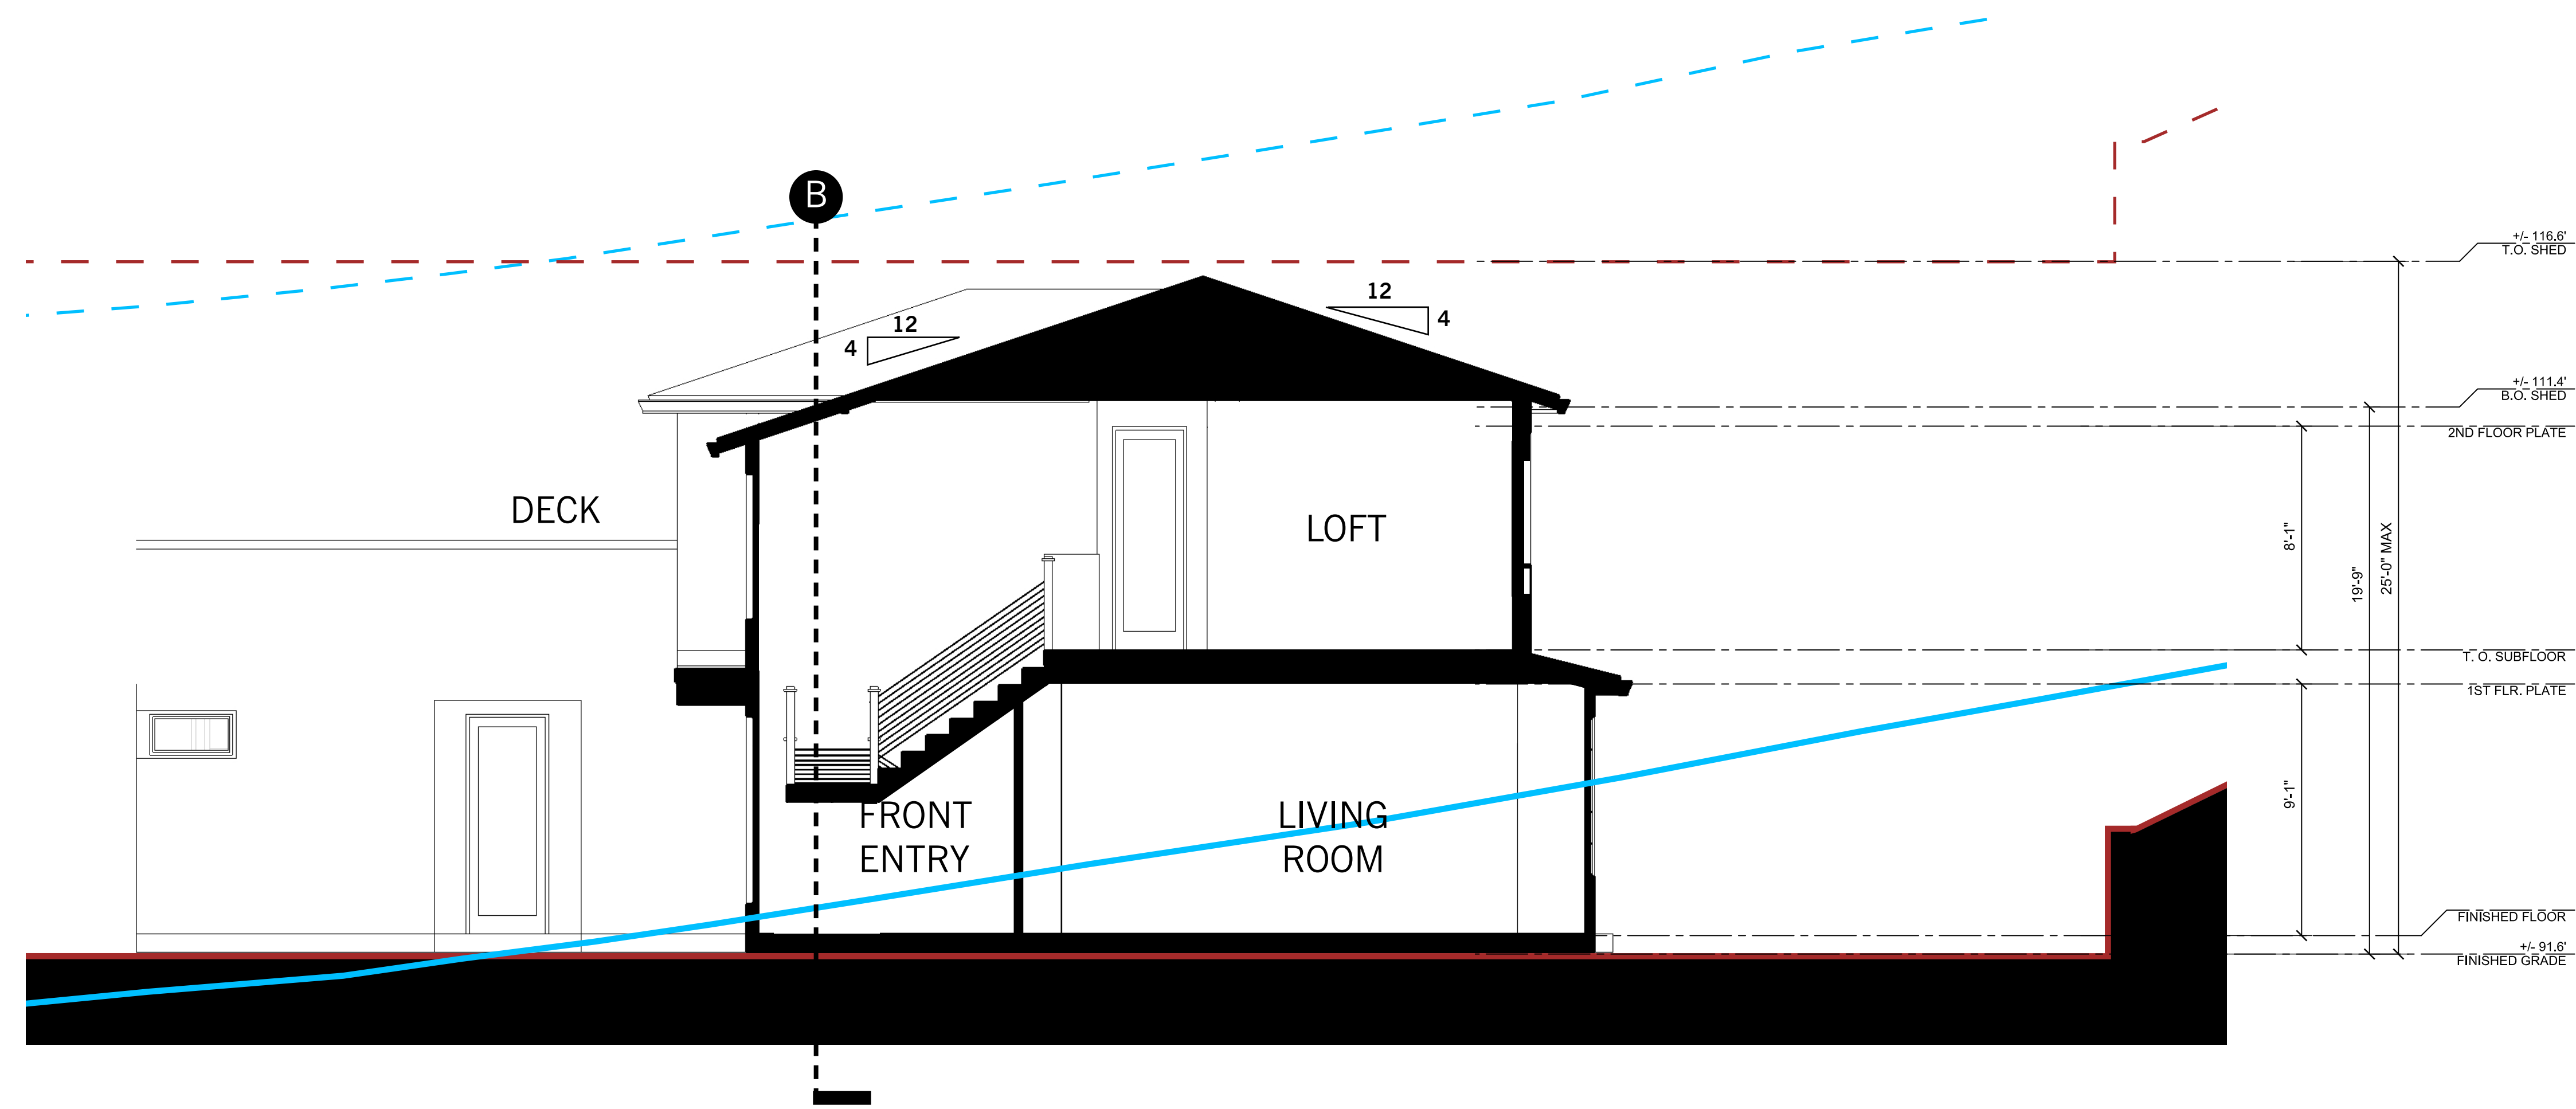 B
+/- 116.6'
T.O. SHED
12
4
12
4
+/- 111.4'
B.O. SHED
2ND FLOOR PLATE
DECK
LOFT
8'-1"
19'-9"
25'-0" MAX
T. O. SUBFLOOR
1ST FLR. PLATE
FRONT
ENTRY
LIVING
ROOM
9'-1"
FINISHED FLOOR
+/- 91.6'
FINISHED GRADE